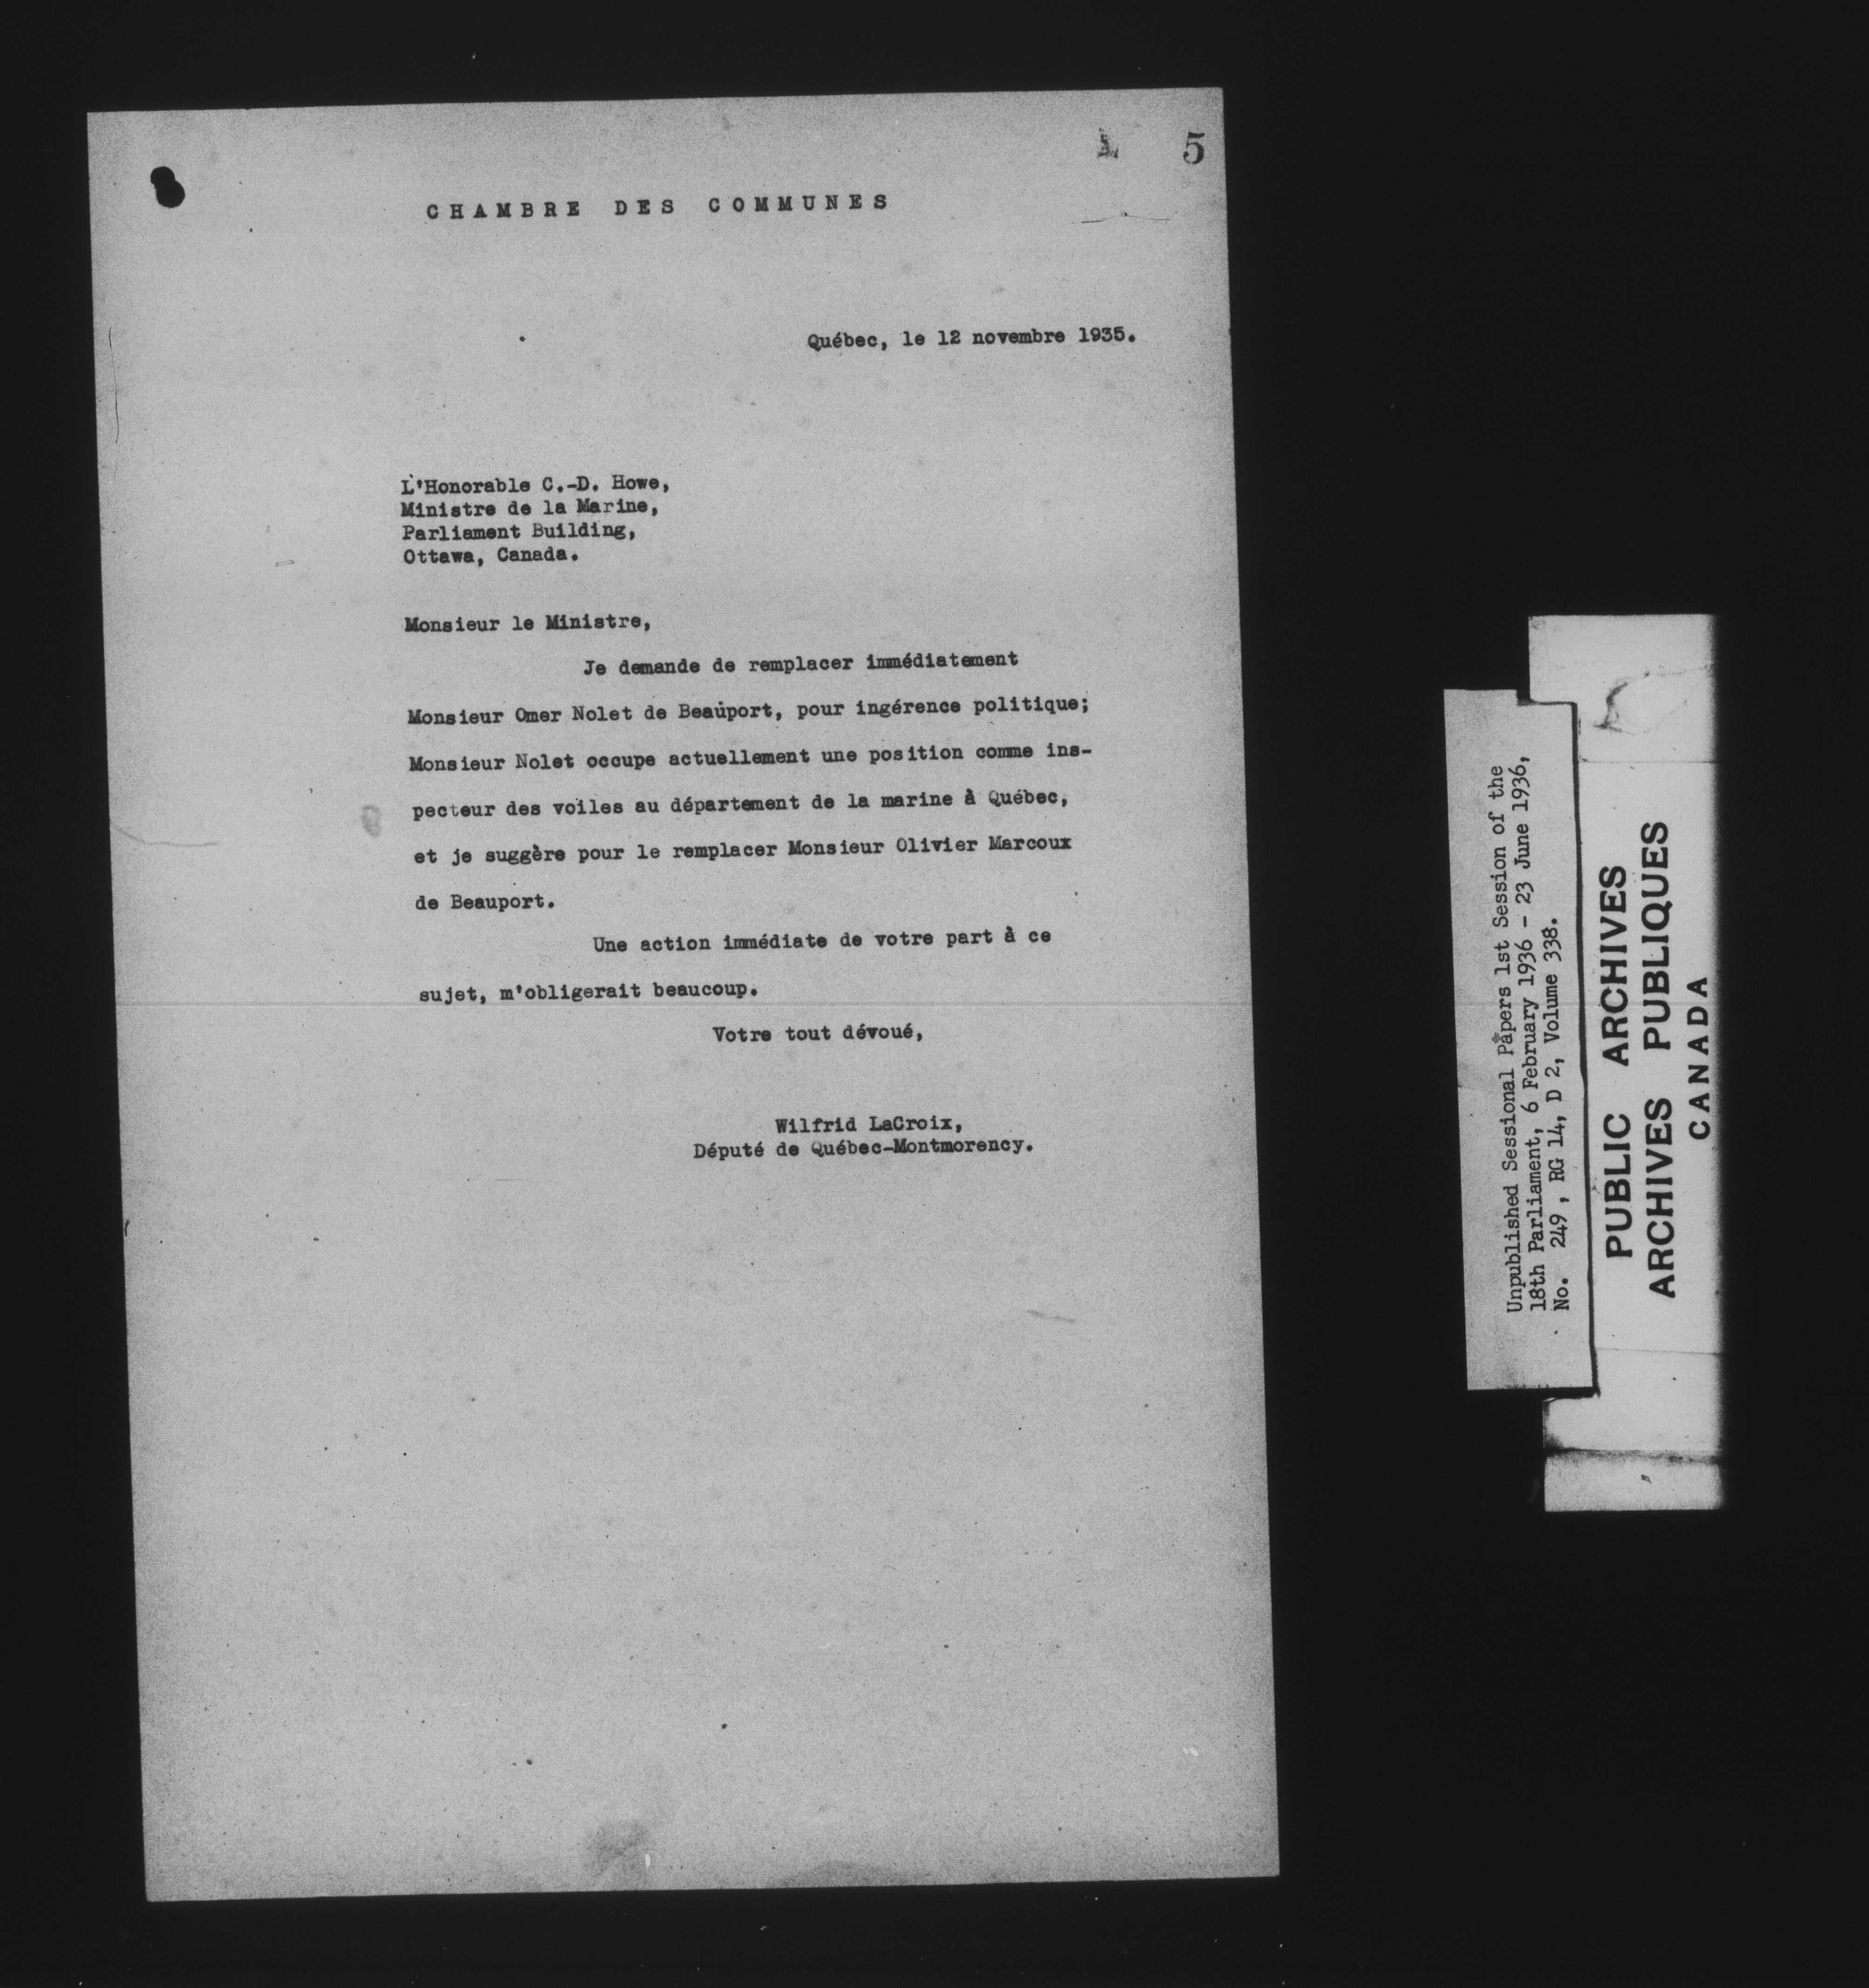 5
CHAMBRE DES COMMUNES
Québec, le 12 novembre 1935.
L'Honorable C.-D. Howe,
Ministre de la Marine,
Parliament Building,
Ottawa, Canada.
Monsieur le Ministre,
Je demande de remplacer immédiatement
Monsieur Omer Nolet de Beauport, pour ingérence politique;
Monsieur Nolet occupe actuellement une position comme ins-
pecteur des voiles au département de la marine à Québec,
et je suggère pour le remplacer Monsieur Olivier Marcoux
de Beauport.
Une action immédiate de votre part à ce
sujet, m'obligerait beaucoup.
Votre tout dévoué,
Wilfrid LaCroix,
Député de Québec-Montmorency.
Unpublished Sessional Papers 1st Session of the
18th Parliament, 6 February 1936 - 23 June 1936,
No. 249 , RG 14, D 2, Volume 338.
PUBLIC ARCHIVES
ARCHIVES PUBLIQUES
CANADA